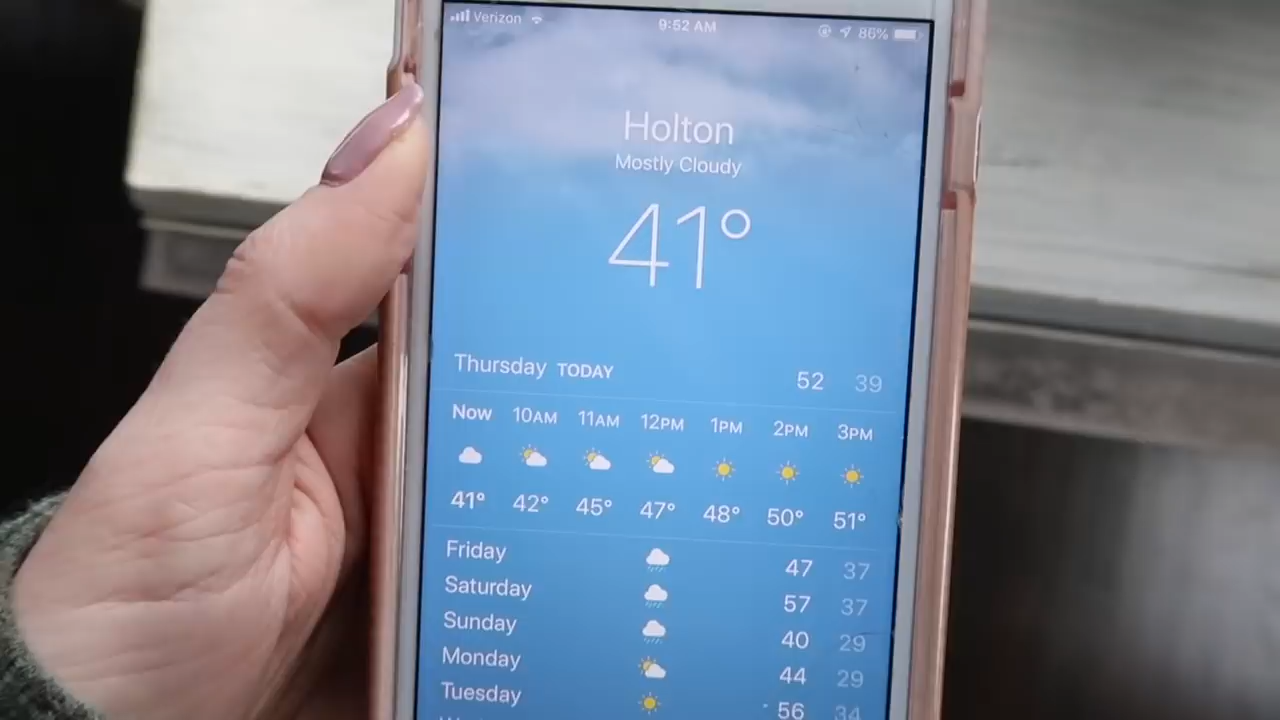 Verizon 9:52 AM 86%
Holton
Mostly Cloudy
41°
Thursday TODAY 52 39
Now 10AM 11AM 12PM 1PM 2PM 3PM
41° 42° 45° 47° 48° 50° 51°
Friday 47 37
Saturday 57 37
Sunday 40 29
Monday 44 29
Tuesday 56 34